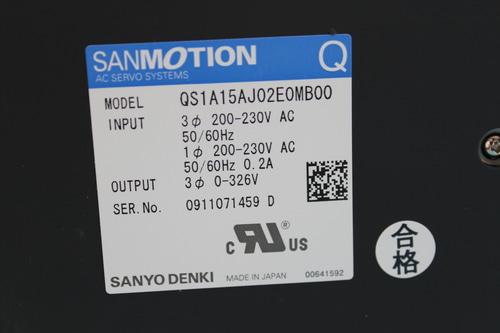 SANMOTION Q
AC SERVO SYSTEMS
MODEL QS1A15AJ02E0MB00
INPUT 3φ 200-230V AC
50/60Hz
1φ 200-230V AC
50/60Hz 0.2A
OUTPUT 3φ 0-326V
SER.No. 0911071459 D
c RU ® US
SANYO DENKI MADE IN JAPAN 00641592
合格